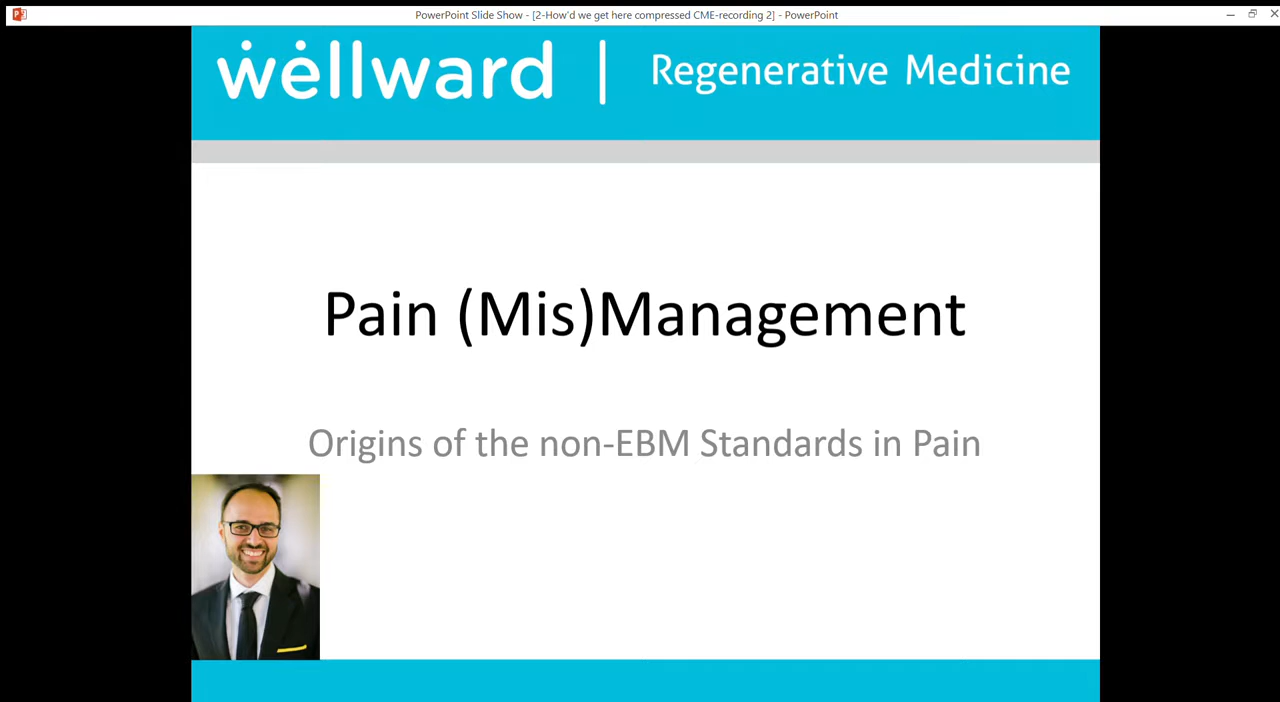 PowerPoint Slide Show - [2-How'd we get here compressed CME-recording 2] - PowerPoint
wellward | Regenerative Medicine
Pain (Mis)Management
Origins of the non-EBM Standards in Pain